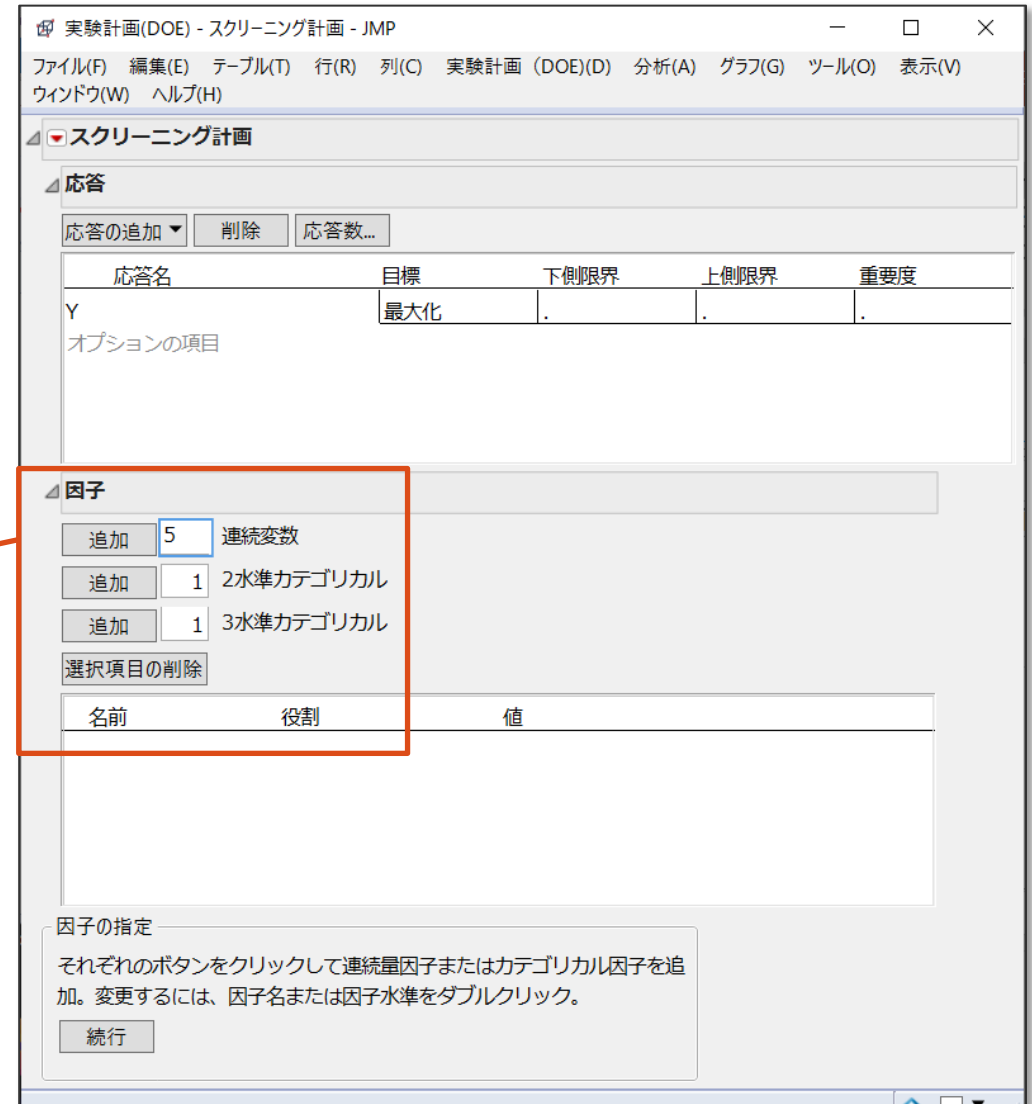 実験計画(DOE) - スクリーニング計画 - JMP
ファイル(F) 編集(E) テーブル(T) 行(R) 列(C) 実験計画（DOE)(D) 分析(A) グラフ(G) ツール(O) 表示(V)
ウィンドウ(W) ヘルプ(H)
スクリーニング計画
応答
応答の追加 削除 応答数...
応答名 目標 下側限界 上側限界 重要度
Y 最大化 . . .
オプションの項目
因子
追加 5 連続変数
追加 1 2水準カテゴリカル
追加 1 3水準カテゴリカル
選択項目の削除
名前 役割 値
因子の指定
それぞれのボタンをクリックして連続量因子またはカテゴリカル因子を追
加。変更するには、因子名または因子水準をダブルクリック。
続行